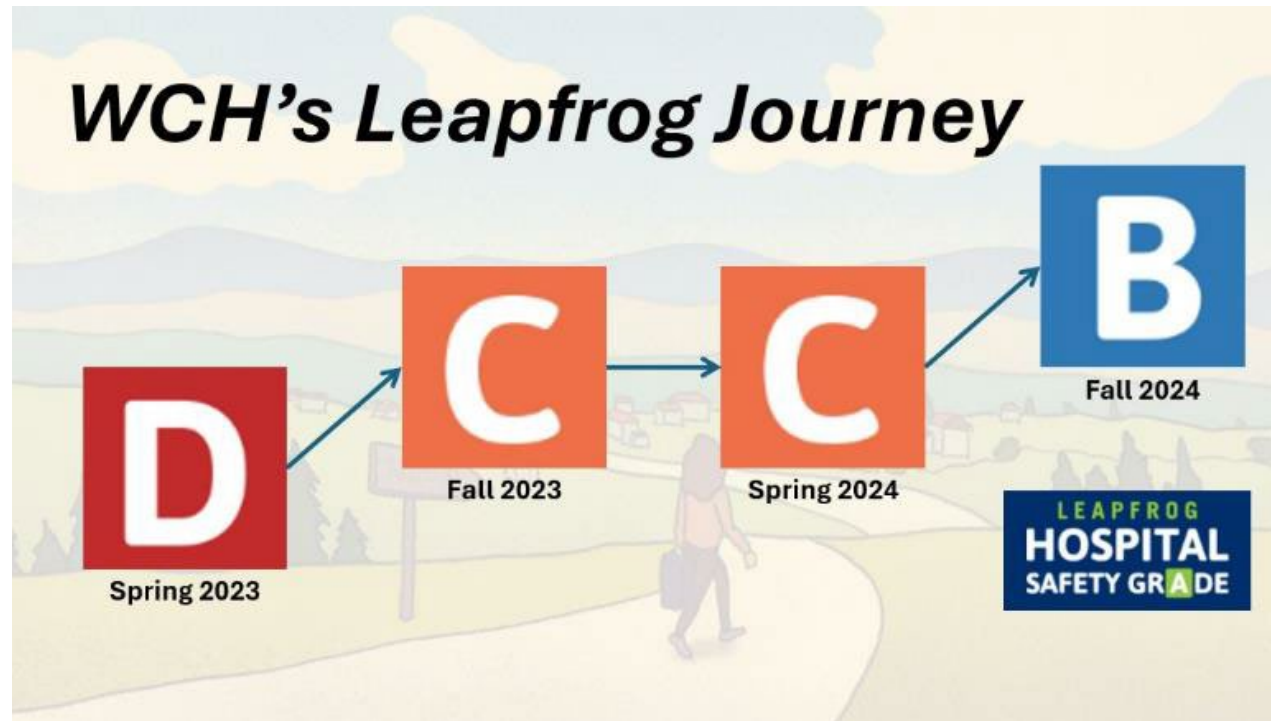 WCH's Leapfrog Journey
D
Spring 2023
C
Fall 2023
C
Spring 2024
B
Fall 2024
LEAPFROG
HOSPITAL
SAFETY GRADE